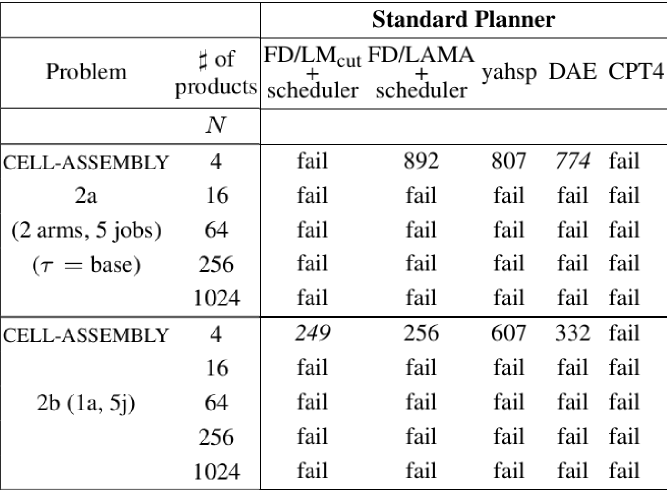 Standard Planner
Problem ♯ of products FD/LMcut + scheduler FD/LAMA + scheduler yahsp DAE CPT4
N
CELL-ASSEMBLY 4 fail 892 807 774 fail
2a 16 fail fail fail fail fail
(2 arms, 5 jobs) 64 fail fail fail fail fail
(τ = base) 256 fail fail fail fail fail
1024 fail fail fail fail fail
CELL-ASSEMBLY 4 249 256 607 332 fail
16 fail fail fail fail fail
2b (1a, 5j) 64 fail fail fail fail fail
256 fail fail fail fail fail
1024 fail fail fail fail fail